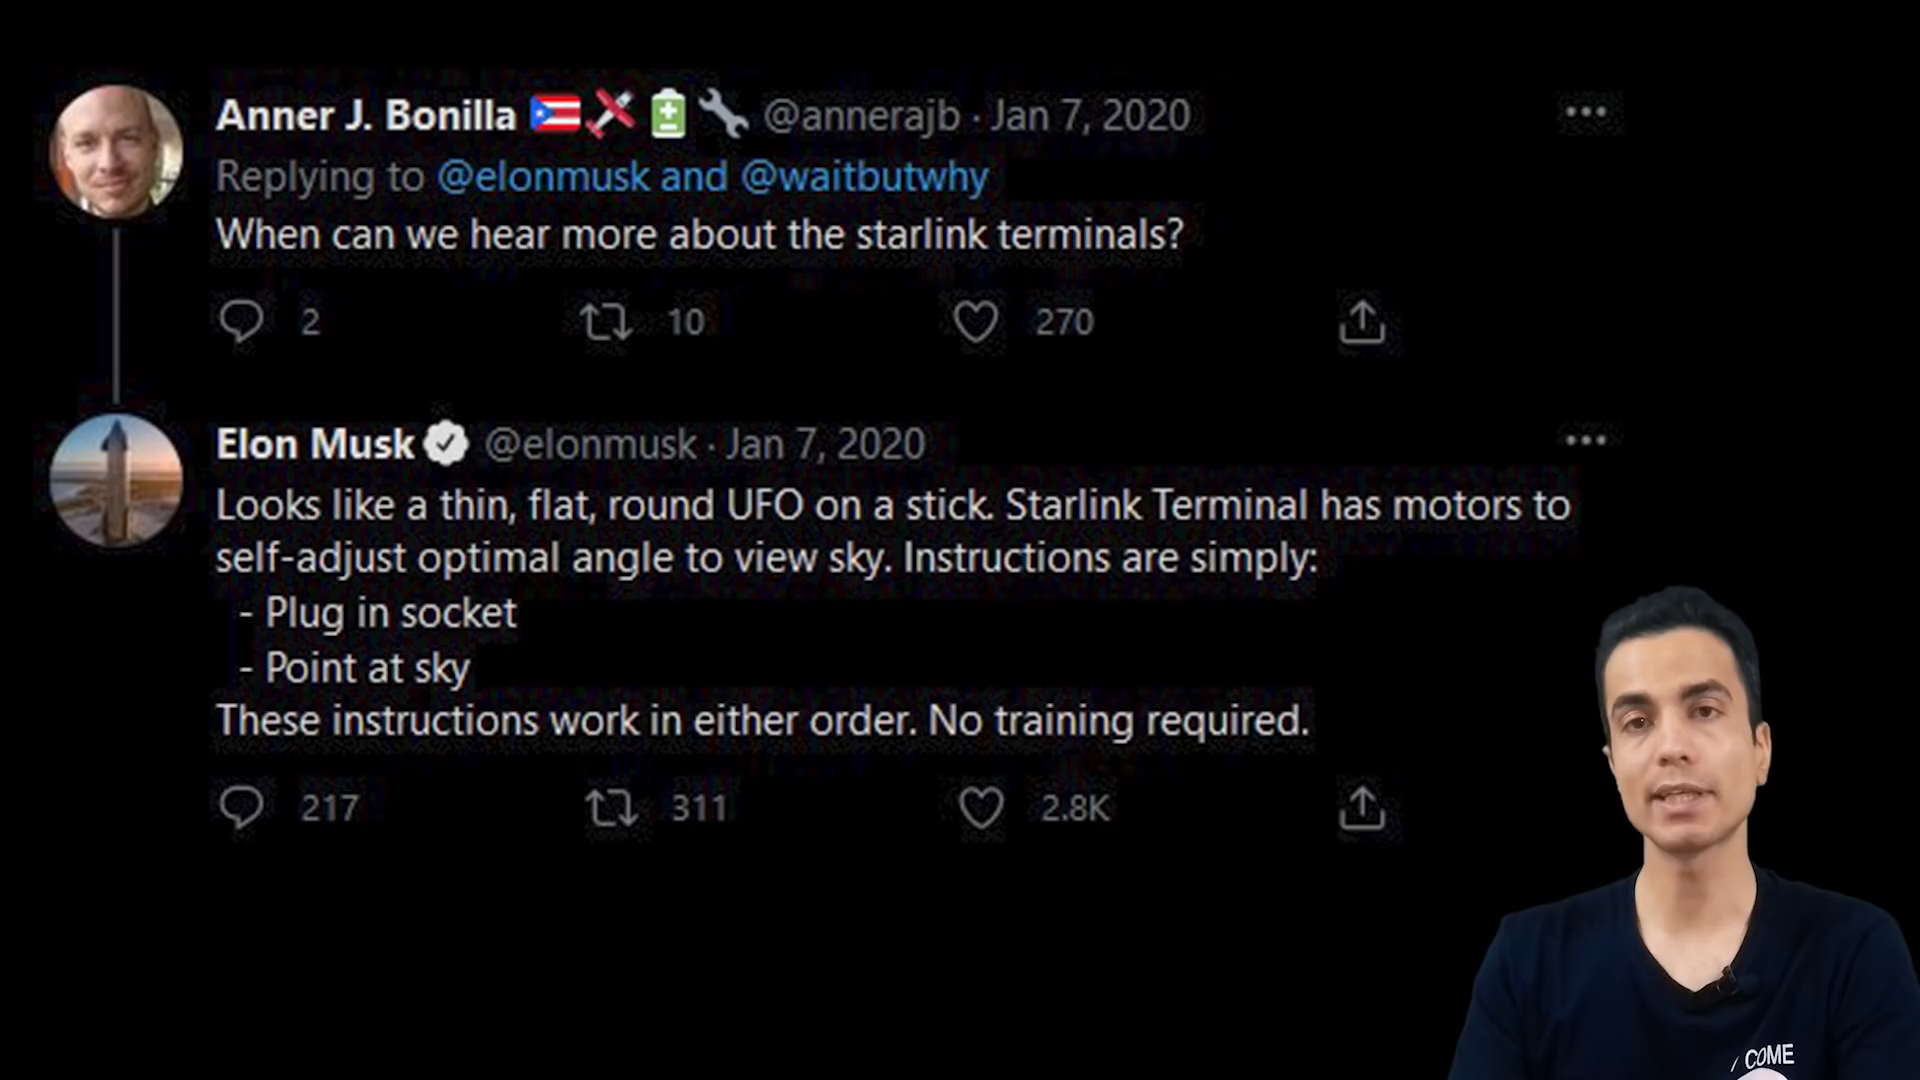 Anner J. Bonilla 🇵🇷 @annerajb · Jan 7, 2020
Replying to @elonmusk and @waitbutwhy
When can we hear more about the starlink terminals?
2 10 270
Elon Musk @elonmusk · Jan 7, 2020
Looks like a thin, flat, round UFO on a stick. Starlink Terminal has motors to
self-adjust optimal angle to view sky. Instructions are simply:
- Plug in socket
- Point at sky
These instructions work in either order. No training required.
217 311 2.8K
COME